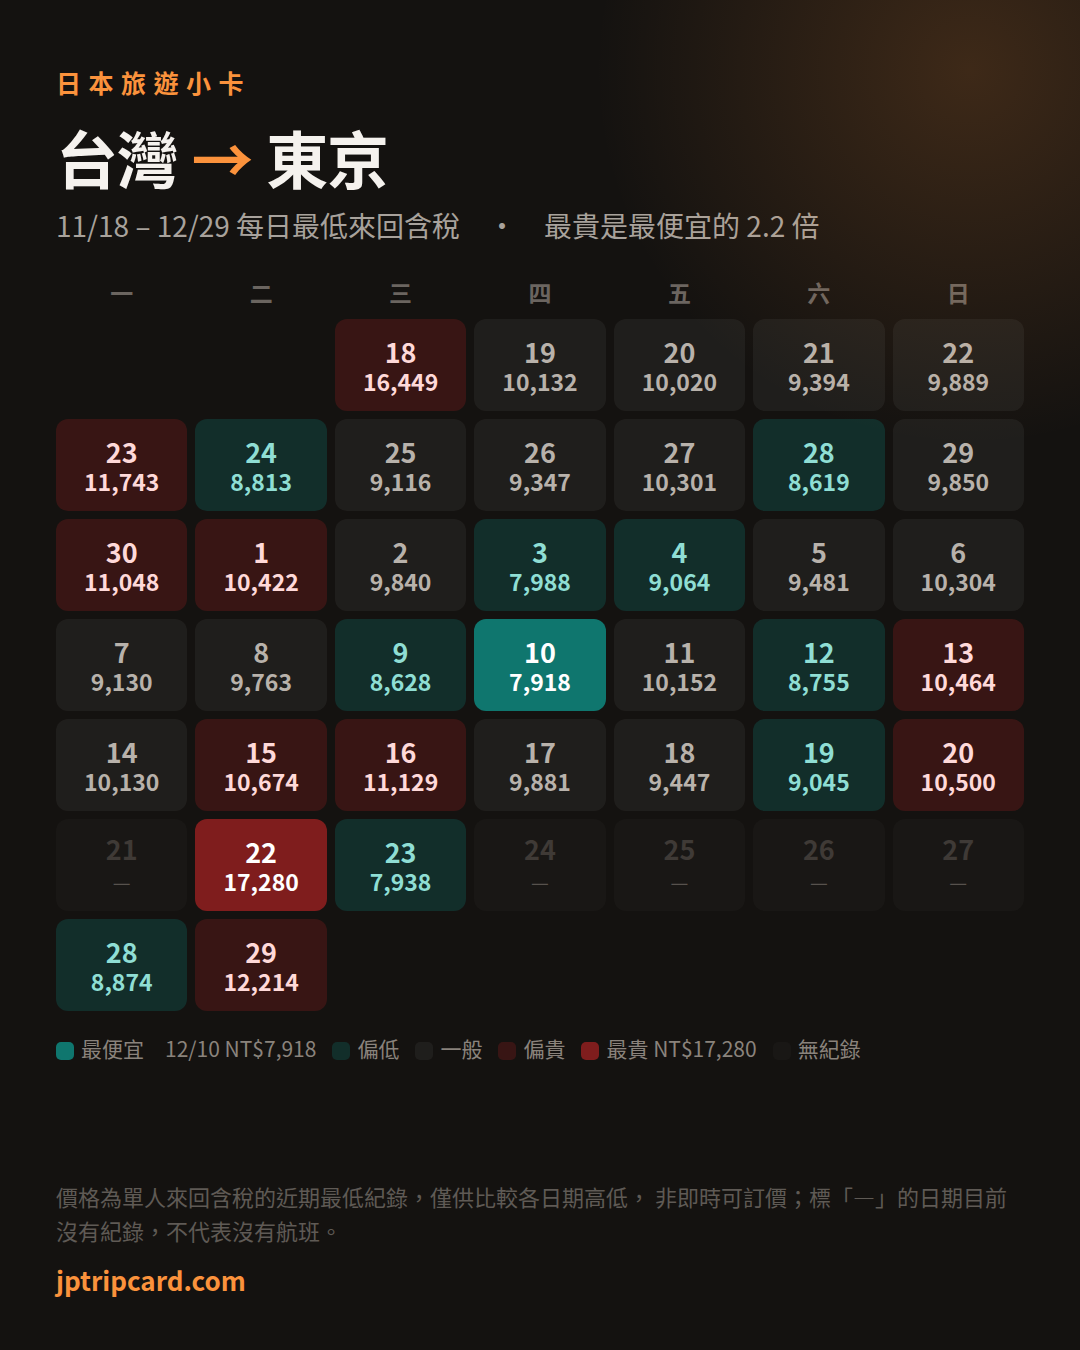 日本旅遊小卡
台灣 → 東京
11/18 – 12/29 每日最低來回含稅 · 最貴是最便宜的 2.2 倍
一 二 三 四 五 六 日
18 19 20 21 22
16,449 10,132 10,020 9,394 9,889
23 24 25 26 27 28 29
11,743 8,813 9,116 9,347 10,301 8,619 9,850
30 1 2 3 4 5 6
11,048 10,422 9,840 7,988 9,064 9,481 10,304
7 8 9 10 11 12 13
9,130 9,763 8,628 7,918 10,152 8,755 10,464
14 15 16 17 18 19 20
10,130 10,674 11,129 9,881 9,447 9,045 10,500
21 22 23 24 25 26 27
— 17,280 7,938 — — — —
28 29
8,874 12,214
最便宜 12/10 NT$7,918 偏低 一般 偏貴 最貴 NT$17,280 無紀錄
價格為單人來回含稅的近期最低紀錄，僅供比較各日期高低， 非即時可訂價；標「—」的日期目前
沒有紀錄，不代表沒有航班。
jptripcard.com